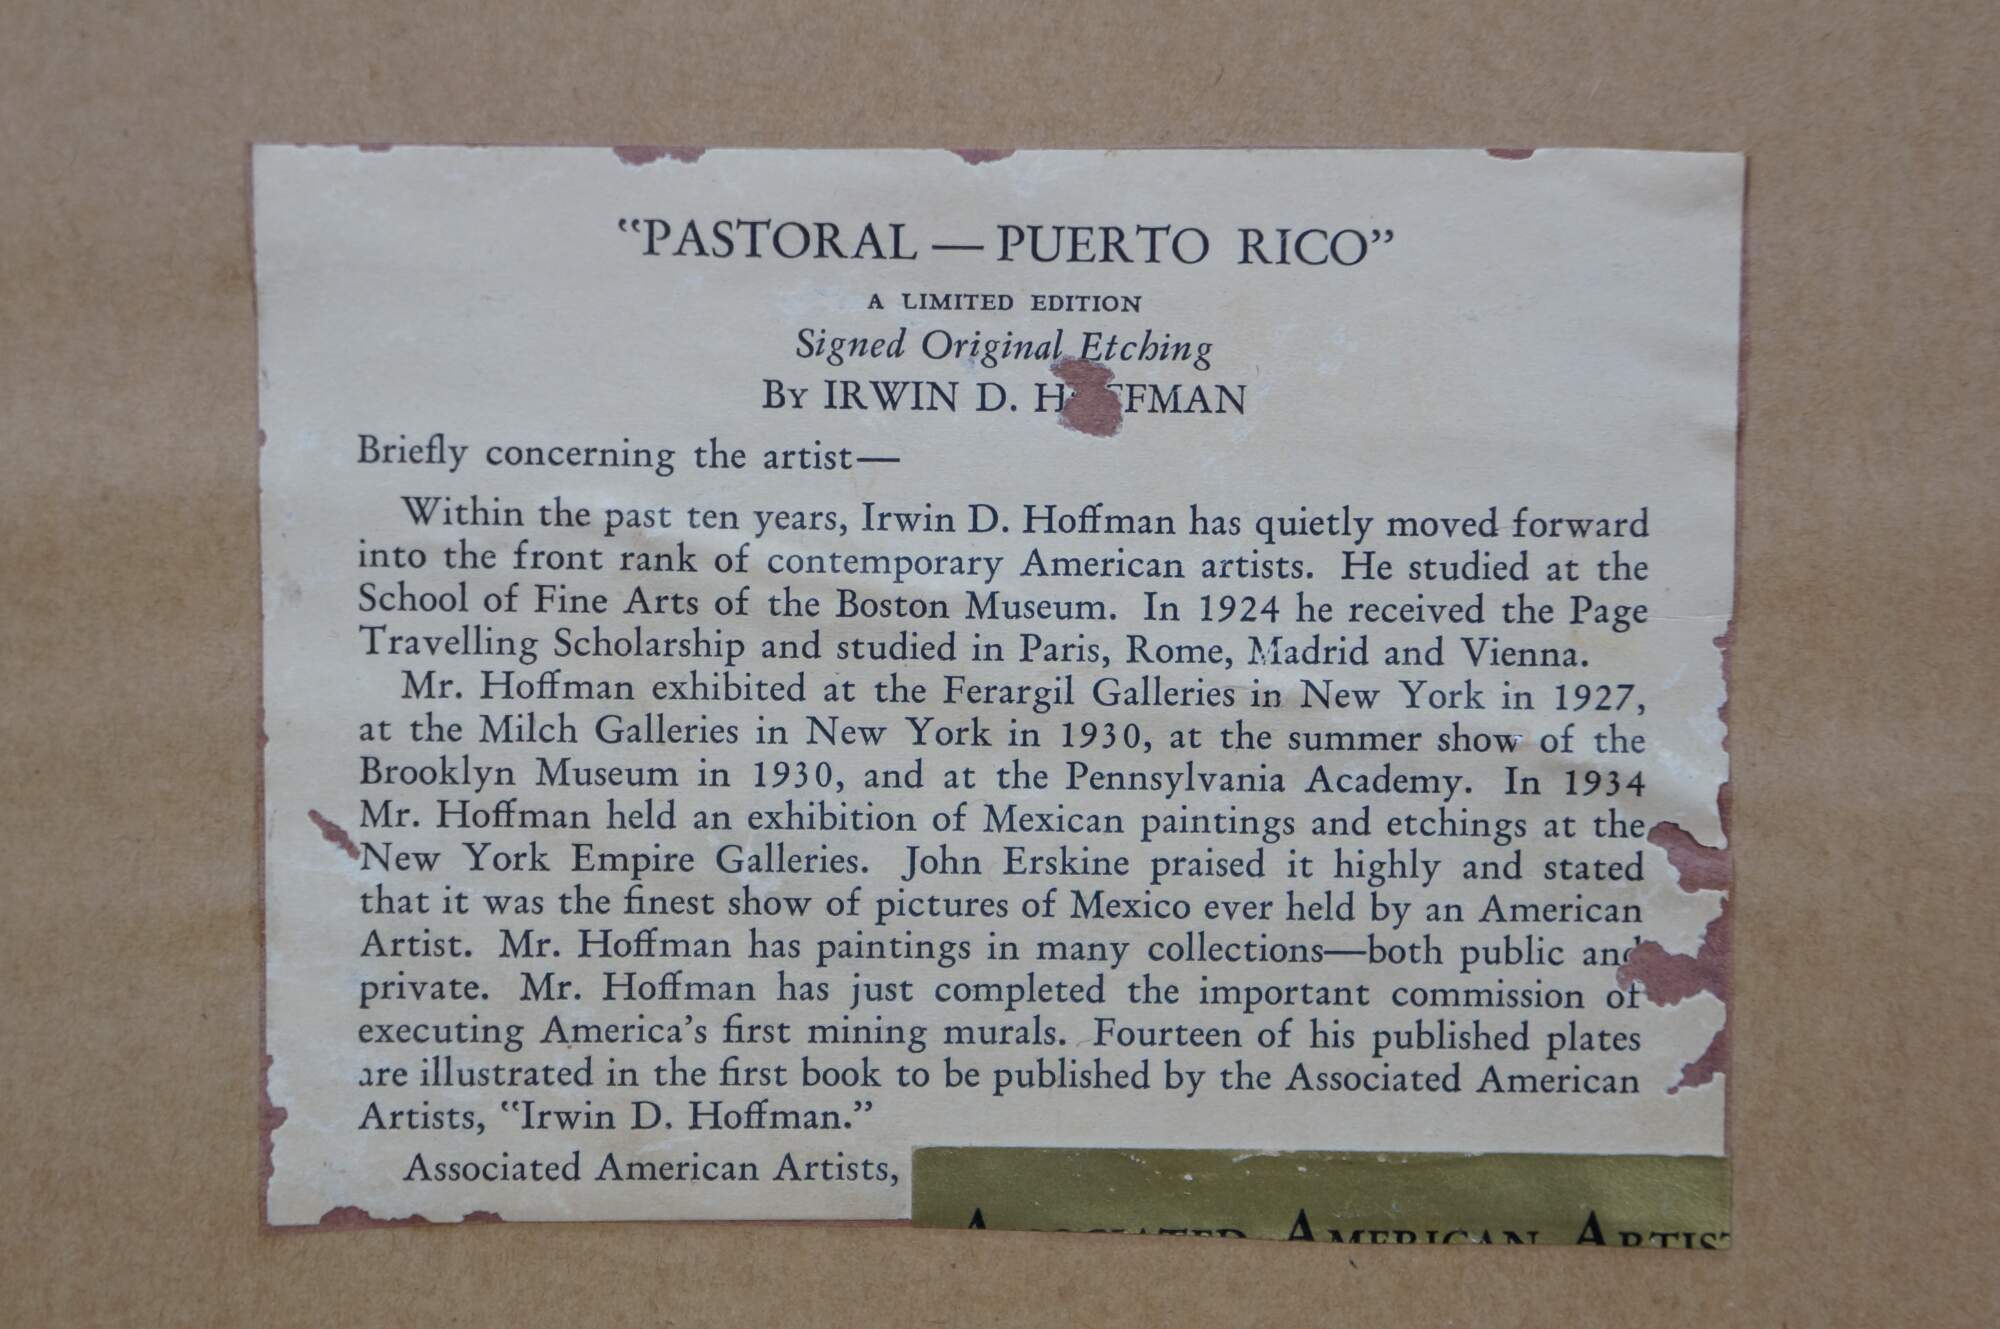 “PASTORAL — PUERTO RICO”
A LIMITED EDITION
Signed Original Etching
By IRWIN D. HOFFMAN
Briefly concerning the artist—
Within the past ten years, Irwin D. Hoffman has quietly moved forward
into the front rank of contemporary American artists. He studied at the
School of Fine Arts of the Boston Museum. In 1924 he received the Page
Travelling Scholarship and studied in Paris, Rome, Madrid and Vienna.
Mr. Hoffman exhibited at the Ferargil Galleries in New York in 1927,
at the Milch Galleries in New York in 1930, at the summer show of the
Brooklyn Museum in 1930, and at the Pennsylvania Academy. In 1934
Mr. Hoffman held an exhibition of Mexican paintings and etchings at the
New York Empire Galleries. John Erskine praised it highly and stated
that it was the finest show of pictures of Mexico ever held by an American
Artist. Mr. Hoffman has paintings in many collections—both public and
private. Mr. Hoffman has just completed the important commission of
executing America’s first mining murals. Fourteen of his published plates
are illustrated in the first book to be published by the Associated American
Artists, “Irwin D. Hoffman.”
Associated American Artists,
ASSOCIATED AMERICAN ARTIST